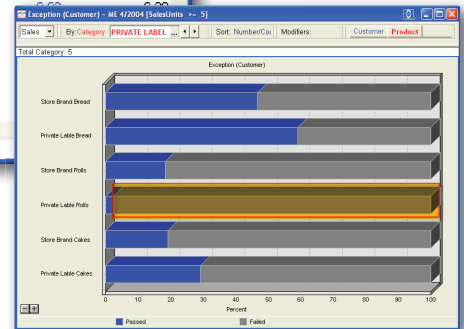 Exception (Customer) - ME 4/2004 [SalesUnits >= 5]
Sales By: Category PRIVATE LABEL ... Sort: Modifiers: Customer Product
Total Category: 5
Exception (Customer)
Store Brand Bread
Private Lable Bread
Store Brand Rolls
Private Lable Rolls
Store Brand Cakes
Private Lable Cakes
0 10 20 30 40 50 60 70 80 90 100
Percent
Passed Failed